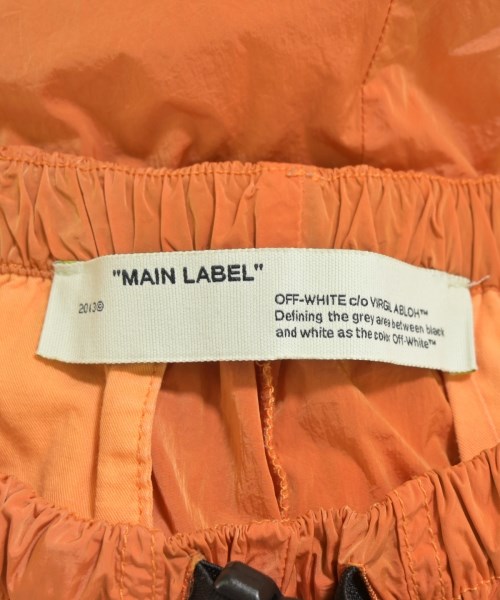 "MAIN LABEL"
2013©
OFF-WHITE c/o VIRGIL ABLOH™
Defining the grey area between black
and white as the color Off-White™